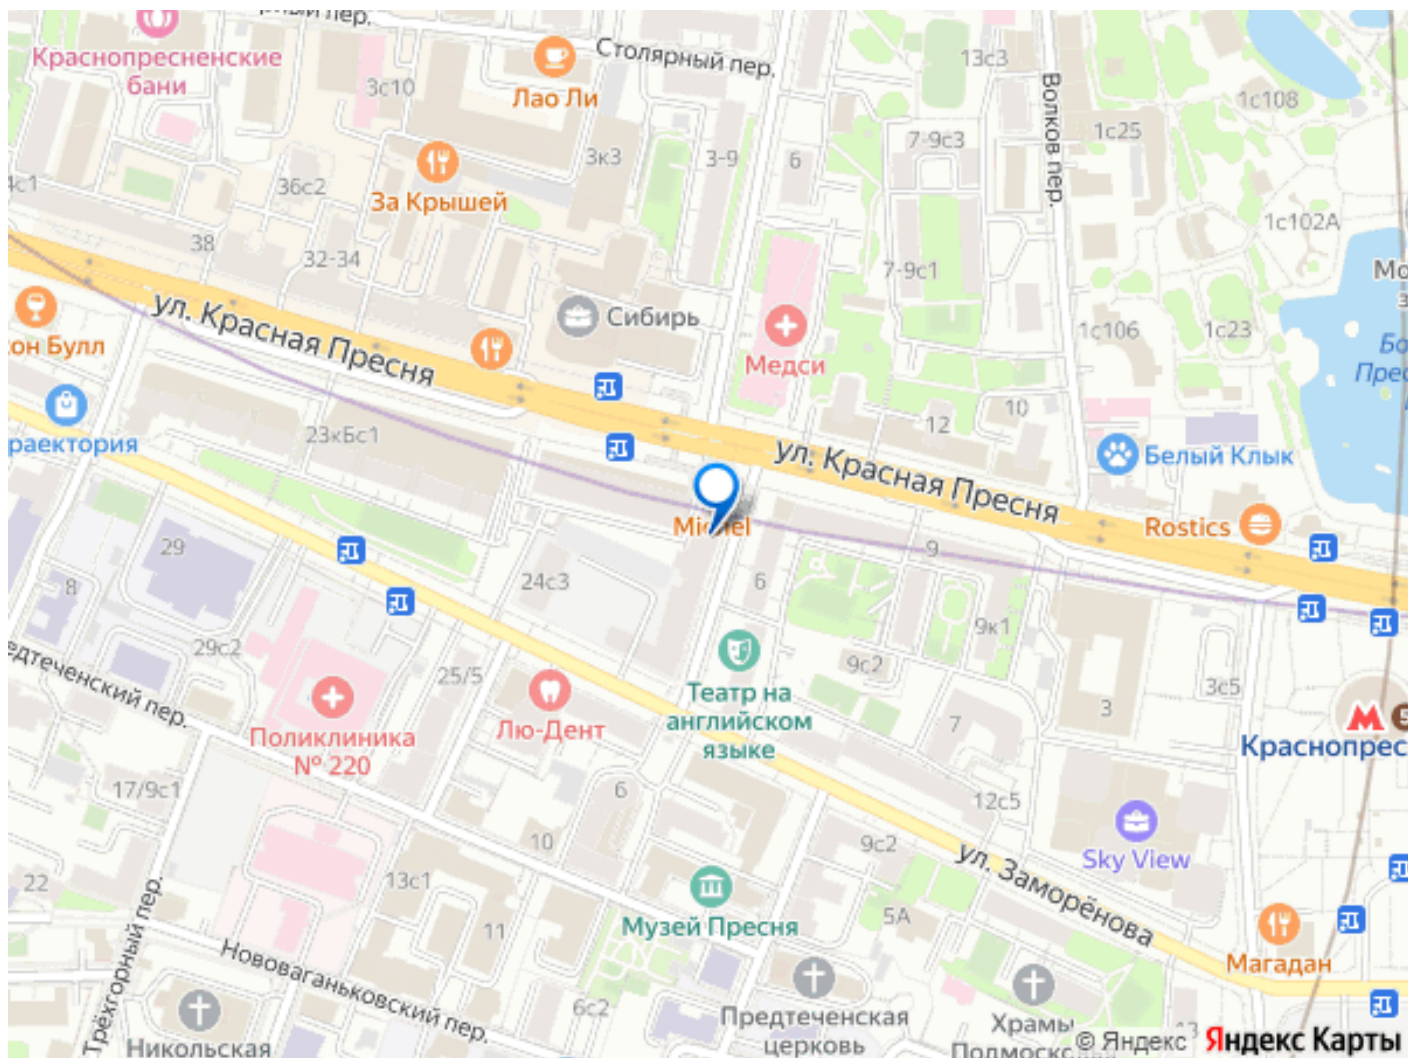 Столярный пер.
Краснопресненские
бани
Лао Ли
3с10
13с3
Волков пер.
1с108
1с25
7-9с3
3к3
3-9
6
36с2
За Крышей
1с102А
38
32-34
7-9с1
ул. Красная Пресня
Сибирь
Медси
1с106
1с23
12
10
23кБс1
ул. Красная Пресня
Белый Клык
Rostics
29
8
24с3
9
6
9к1
29с2
25/5
9с2
3с5
Театр на
английском
языке
Лю-Дент
Поликлиника
№ 220
7
3
17/9с1
6
12с5
10
9с2
Sky View
ул. Заморёнова
22
13с1
11
Музей Пресня
5А
Магадан
Трёхгорный пер.
Нововаганьковский пер.
6с2
Предтеченская
церковь
Храмы
13
Никольская
© Яндекс Яндекс Карты